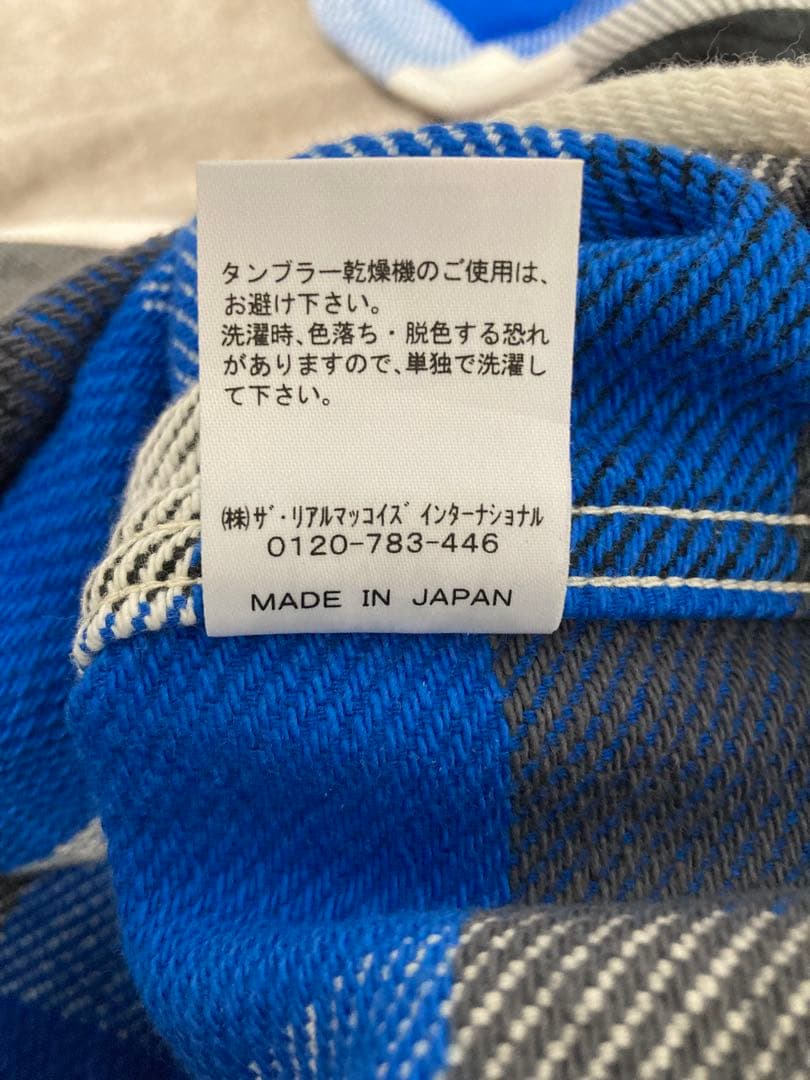 タンブラー乾燥機のご使用は、
お避け下さい。
洗濯時、色落ち・脱色する恐れ
がありますので、単独で洗濯し
て下さい。
㈱ｻﾞ・ﾘｱﾙﾏｯｺｲｽﾞ ｲﾝﾀｰﾅｼｮﾅﾙ
0120-783-446
MADE IN JAPAN